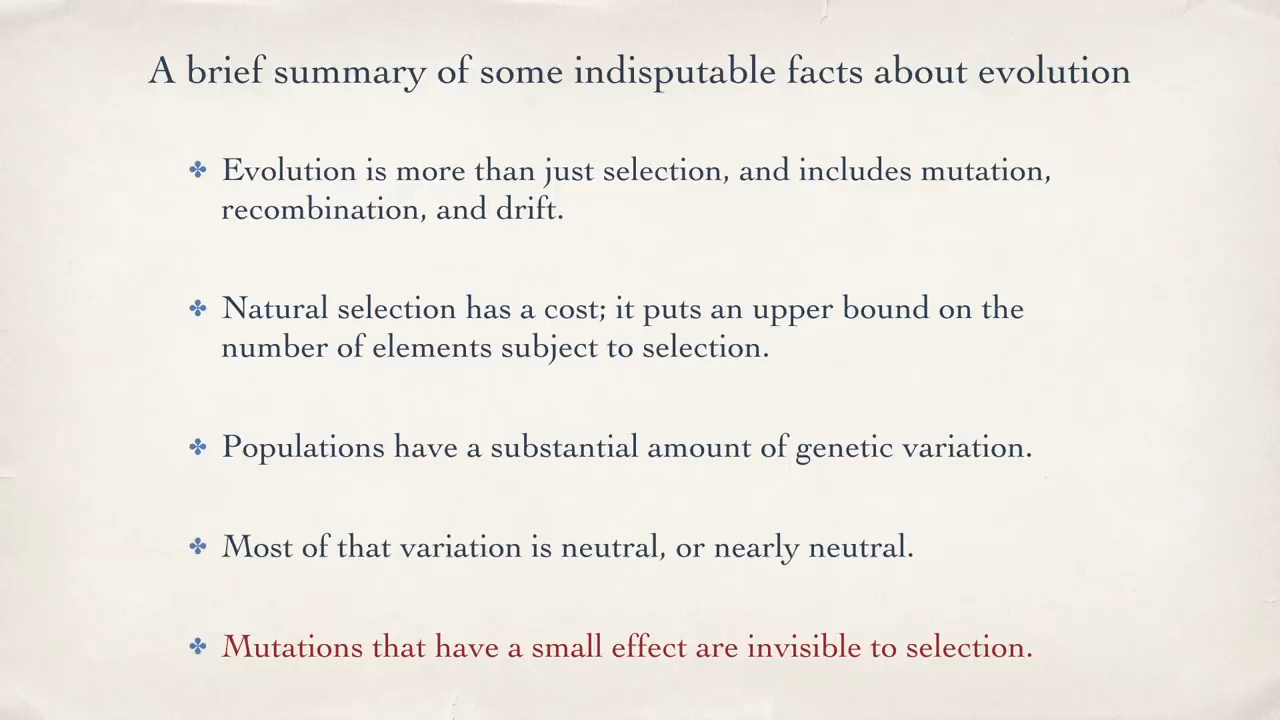 A brief summary of some indisputable facts about evolution
Evolution is more than just selection, and includes mutation,
recombination, and drift.
Natural selection has a cost; it puts an upper bound on the
number of elements subject to selection.
Populations have a substantial amount of genetic variation.
Most of that variation is neutral, or nearly neutral.
Mutations that have a small effect are invisible to selection.